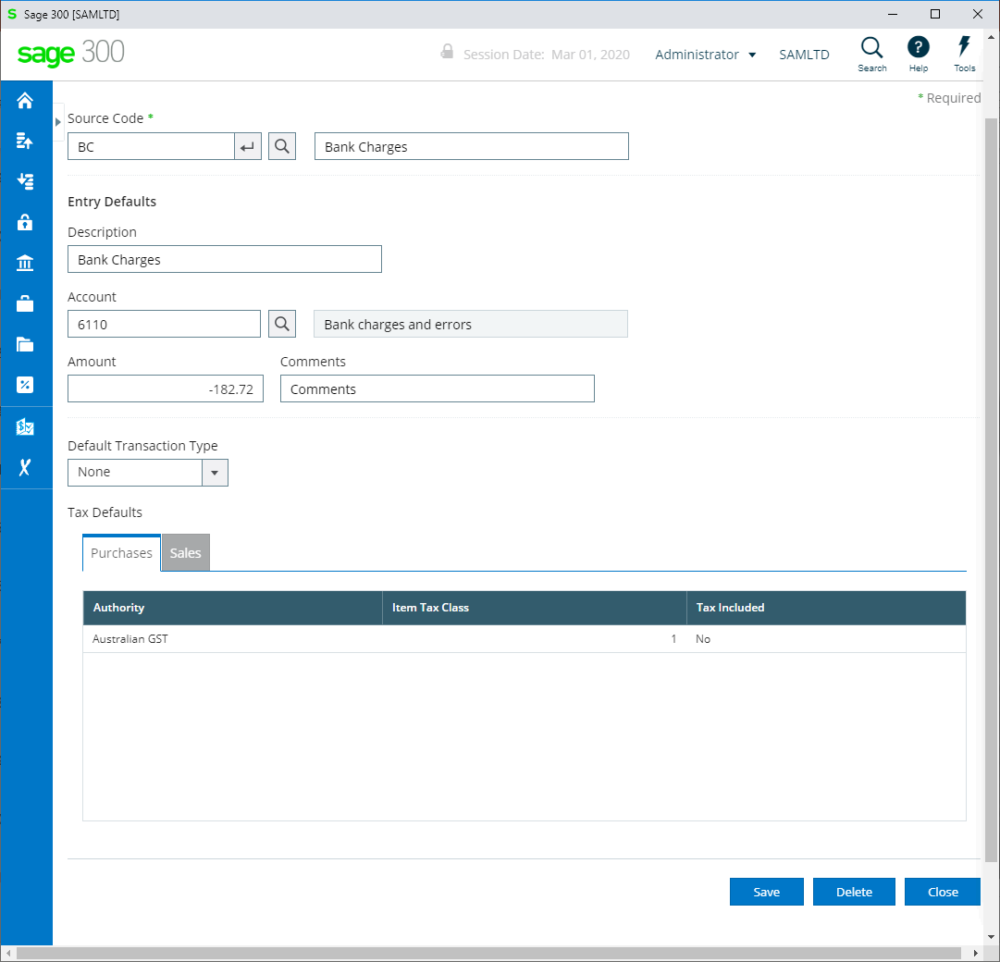 S Sage 300 [SAMLTD]
sage 300
Session Date: Mar 01, 2020
Administrator
SAMLTD
Search
Help
Tools
* Required
Source Code *
BC
Bank Charges
Entry Defaults
Description
Bank Charges
Account
6110
Bank charges and errors
Amount
Comments
-182.72
Comments
Default Transaction Type
None
Tax Defaults
Purchases
Sales
Authority
Item Tax Class
Tax Included
Australian GST
1
No
Save
Delete
Close